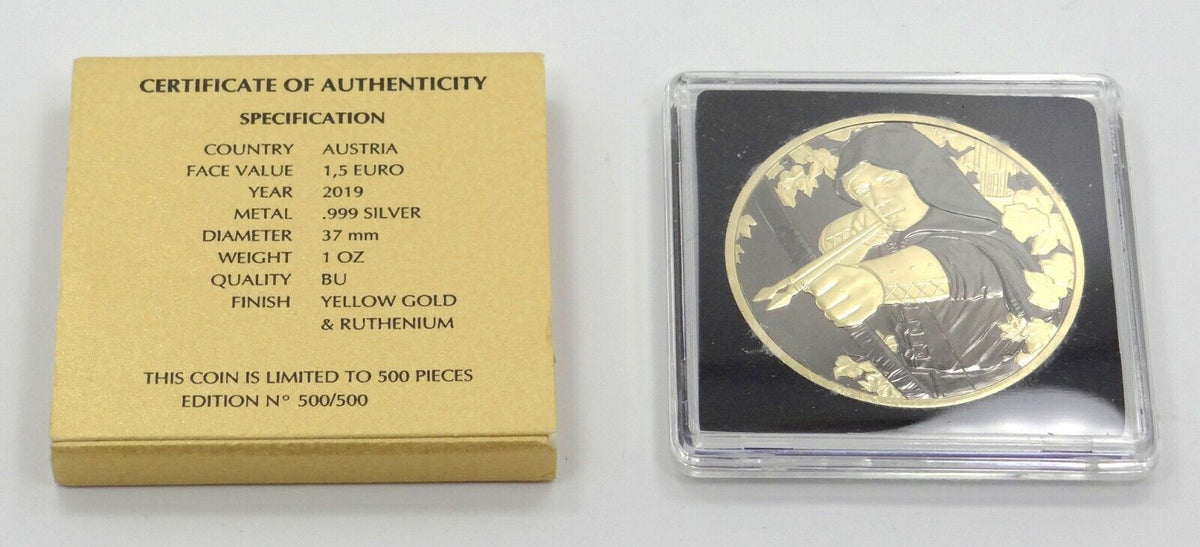 CERTIFICATE OF AUTHENTICITY
SPECIFICATION
COUNTRY AUSTRIA
FACE VALUE 1,5 EURO
YEAR 2019
METAL .999 SILVER
DIAMETER 37 mm
WEIGHT 1 OZ
QUALITY BU
FINISH YELLOW GOLD
& RUTHENIUM
THIS COIN IS LIMITED TO 500 PIECES
EDITION Nº 500/500